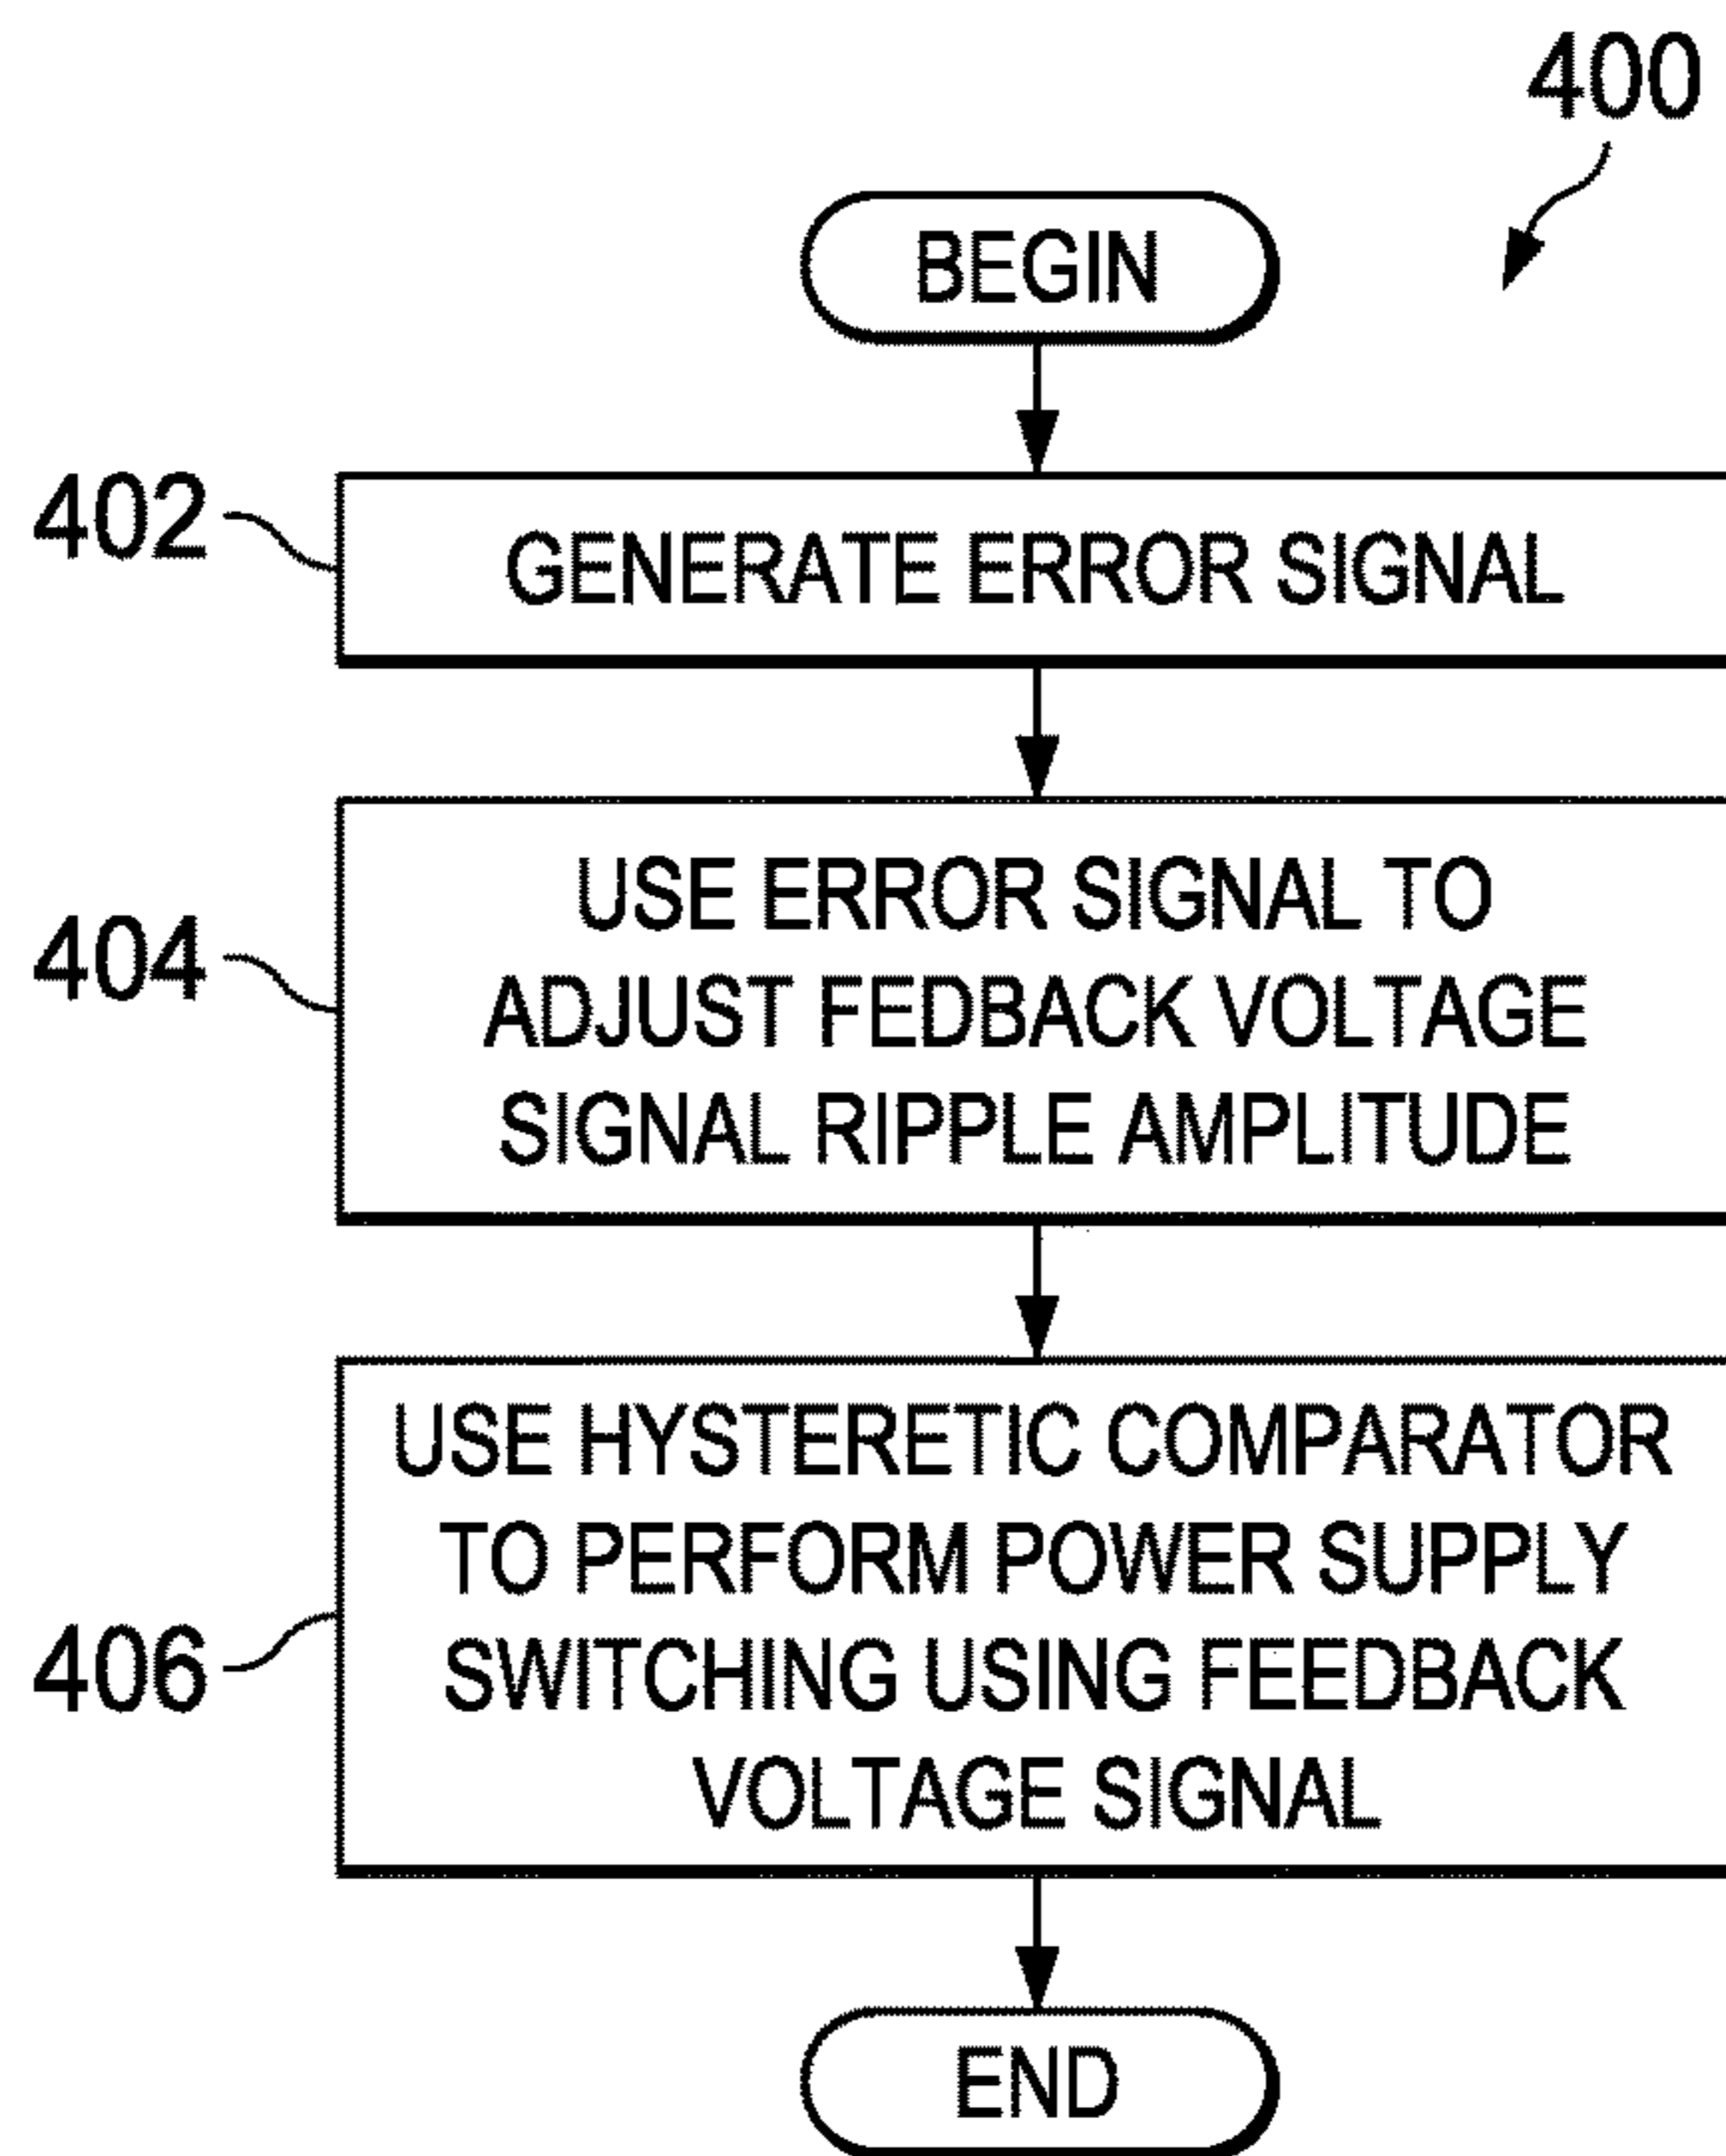 400
BEGIN
402
GENERATE ERROR SIGNAL
404
USE ERROR SIGNAL TO
ADJUST FEDBACK VOLTAGE
SIGNAL RIPPLE AMPLITUDE
406
USE HYSTERETIC COMPARATOR
TO PERFORM POWER SUPPLY
SWITCHING USING FEEDBACK
VOLTAGE SIGNAL
END